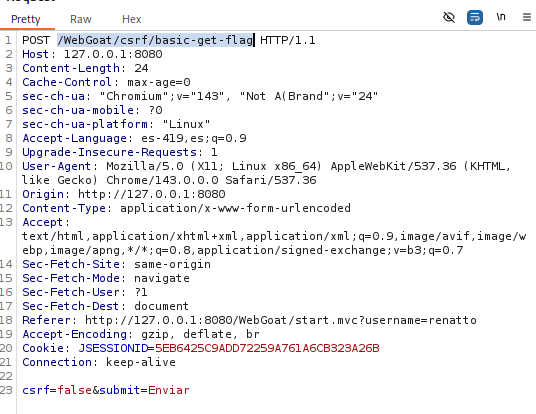 Request
Pretty Raw Hex \n
1 POST /WebGoat/csrf/basic-get-flag HTTP/1.1
2 Host: 127.0.0.1:8080
3 Content-Length: 24
4 Cache-Control: max-age=0
5 sec-ch-ua: "Chromium";v="143", "Not A(Brand";v="24"
6 sec-ch-ua-mobile: ?0
7 sec-ch-ua-platform: "Linux"
8 Accept-Language: es-419,es;q=0.9
9 Upgrade-Insecure-Requests: 1
10 User-Agent: Mozilla/5.0 (X11; Linux x86_64) AppleWebKit/537.36 (KHTML,
like Gecko) Chrome/143.0.0.0 Safari/537.36
11 Origin: http://127.0.0.1:8080
12 Content-Type: application/x-www-form-urlencoded
13 Accept:
text/html,application/xhtml+xml,application/xml;q=0.9,image/avif,image/w
ebp,image/apng,*/*;q=0.8,application/signed-exchange;v=b3;q=0.7
14 Sec-Fetch-Site: same-origin
15 Sec-Fetch-Mode: navigate
16 Sec-Fetch-User: ?1
17 Sec-Fetch-Dest: document
18 Referer: http://127.0.0.1:8080/WebGoat/start.mvc?username=renatto
19 Accept-Encoding: gzip, deflate, br
20 Cookie: JSESSIONID=5EB6425C9ADD72259A761A6CB323A26B
21 Connection: keep-alive
22
23 csrf=false&submit=Enviar